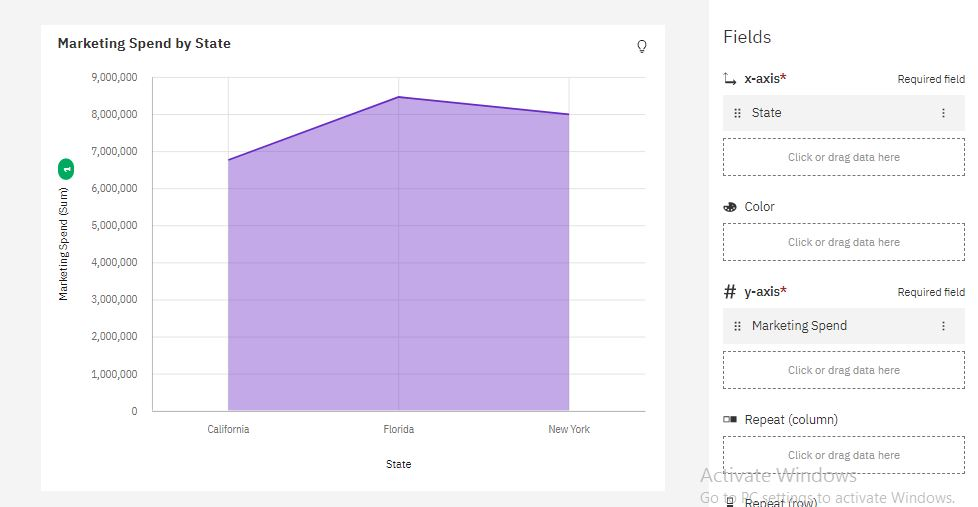 Marketing Spend by State
9,000,000
8,000,000
7,000,000
6,000,000
5,000,000
4,000,000
3,000,000
2,000,000
1,000,000
0
Marketing Spend (Sum)
1
California Florida New York
State
Fields
x-axis* Required field
State
Click or drag data here
Color
Click or drag data here
y-axis* Required field
Marketing Spend
Click or drag data here
Repeat (column)
Click or drag data here
Activate Windows
Go to PC settings to activate Windows.
Repeat (row)